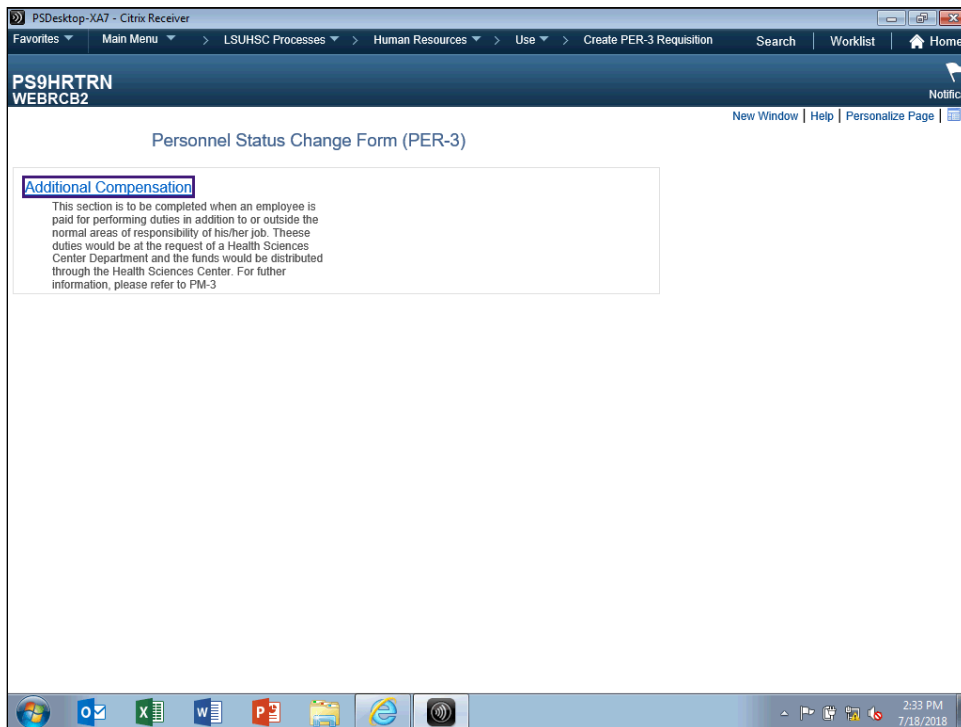 PSDesktop-XA7 - Citrix Receiver
Favorites Main Menu > LSUHSC Processes > Human Resources > Use > Create PER-3 Requisition Search Worklist Home
PS9HRTRN
WEBRCB2
Notific
New Window | Help | Personalize Page |
Personnel Status Change Form (PER-3)
Additional Compensation
This section is to be completed when an employee is
paid for performing duties in addition to or outside the
normal areas of responsibility of his/her job. Theese
duties would be at the request of a Health Sciences
Center Department and the funds would be distributed
through the Health Sciences Center. For futher
information, please refer to PM-3
2:33 PM
7/18/2018